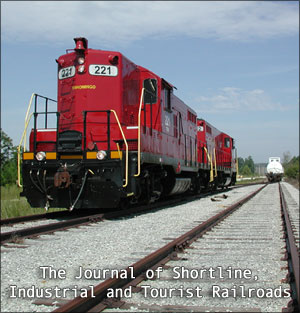 221
221
The Journal of Shortline,
Industrial and Tourist Railroads